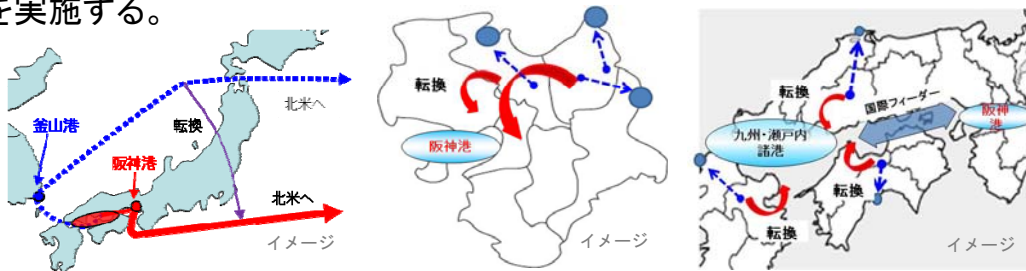 を実施する。
釜山港
転換
阪神港
北米へ
北米へ
イメージ
転換
阪神港
イメージ
転換
国際フィーダー
阪神
港
九州・瀬戸内
諸港
転換
転換
イメージ